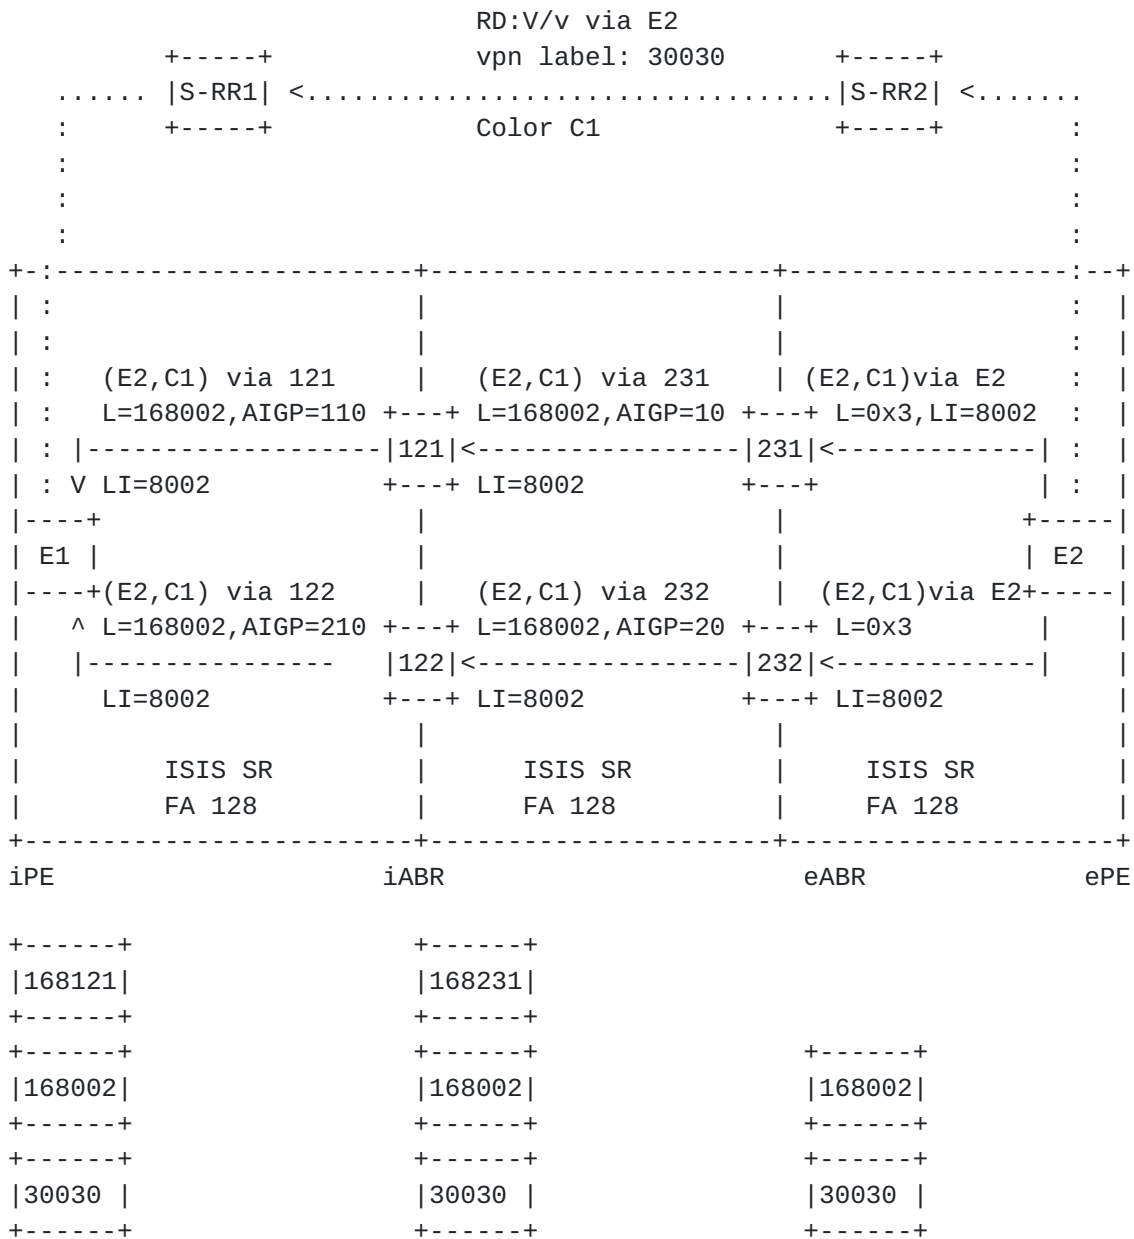 RD:V/v via E2
          +-----+             vpn label: 30030       +-----+
   ...... |S-RR1| <..................................|S-RR2| <.......
   :      +-----+             Color C1               +-----+        :
   :                                                                 :
   :                                                                 :
   :                                                                 :
+-:-----------------------+----------------------+------------------:--+
| :                       |                      |                  :  |
| :                       |                      |                  :  |
| :   (E2,C1) via 121     |   (E2,C1) via 231    | (E2,C1)via E2    :  |
| :   L=168002,AIGP=110 +---+ L=168002,AIGP=10 +---+ L=0x3,LI=8002  :  |
| : |-------------------|121|<-----------------|231|<-------------| :  |
| : V LI=8002           +---+ LI=8002          +---+              | :  |
|----+                    |                      |               +-----|
| E1 |                    |                      |               | E2  |
|----+(E2,C1) via 122     |   (E2,C1) via 232    |  (E2,C1)via E2+-----|
|   ^ L=168002,AIGP=210 +---+ L=168002,AIGP=20 +---+ L=0x3        |    |
|   |----------------   |122|<-----------------|232|<-------------|    |
|     LI=8002           +---+ LI=8002          +---+ LI=8002           |
|                         |                      |                     |
|         ISIS SR         |      ISIS SR         |     ISIS SR         |
|         FA 128          |      FA 128          |     FA 128          |
+-------------------------+----------------------+---------------------+
iPE                     iABR                       eABR              ePE
+------+                  +------+
|168121|                  |168231|
+------+                  +------+
+------+                  +------+                 +------+
|168002|                  |168002|                 |168002|
+------+                  +------+                 +------+
+------+                  +------+                 +------+
|30030 |                  |30030 |                 |30030 |
+------+                  +------+                 +------+